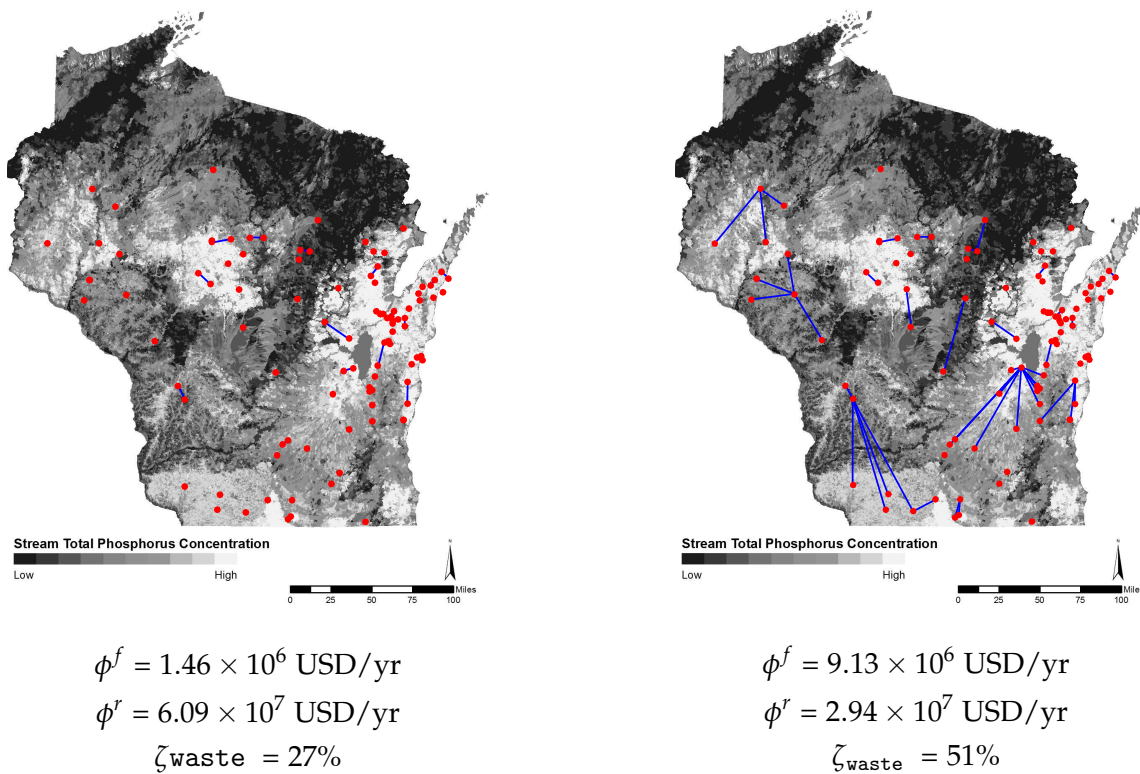 Stream Total Phosphorus Concentration
Low High
N
0 25 50 75 100 Miles
ϕ^f = 1.46 × 10^6 USD/yr
ϕ^r = 6.09 × 10^7 USD/yr
ζwaste = 27%
Stream Total Phosphorus Concentration
Low High
N
0 25 50 75 100 Miles
ϕ^f = 9.13 × 10^6 USD/yr
ϕ^r = 2.94 × 10^7 USD/yr
ζ_waste = 51%